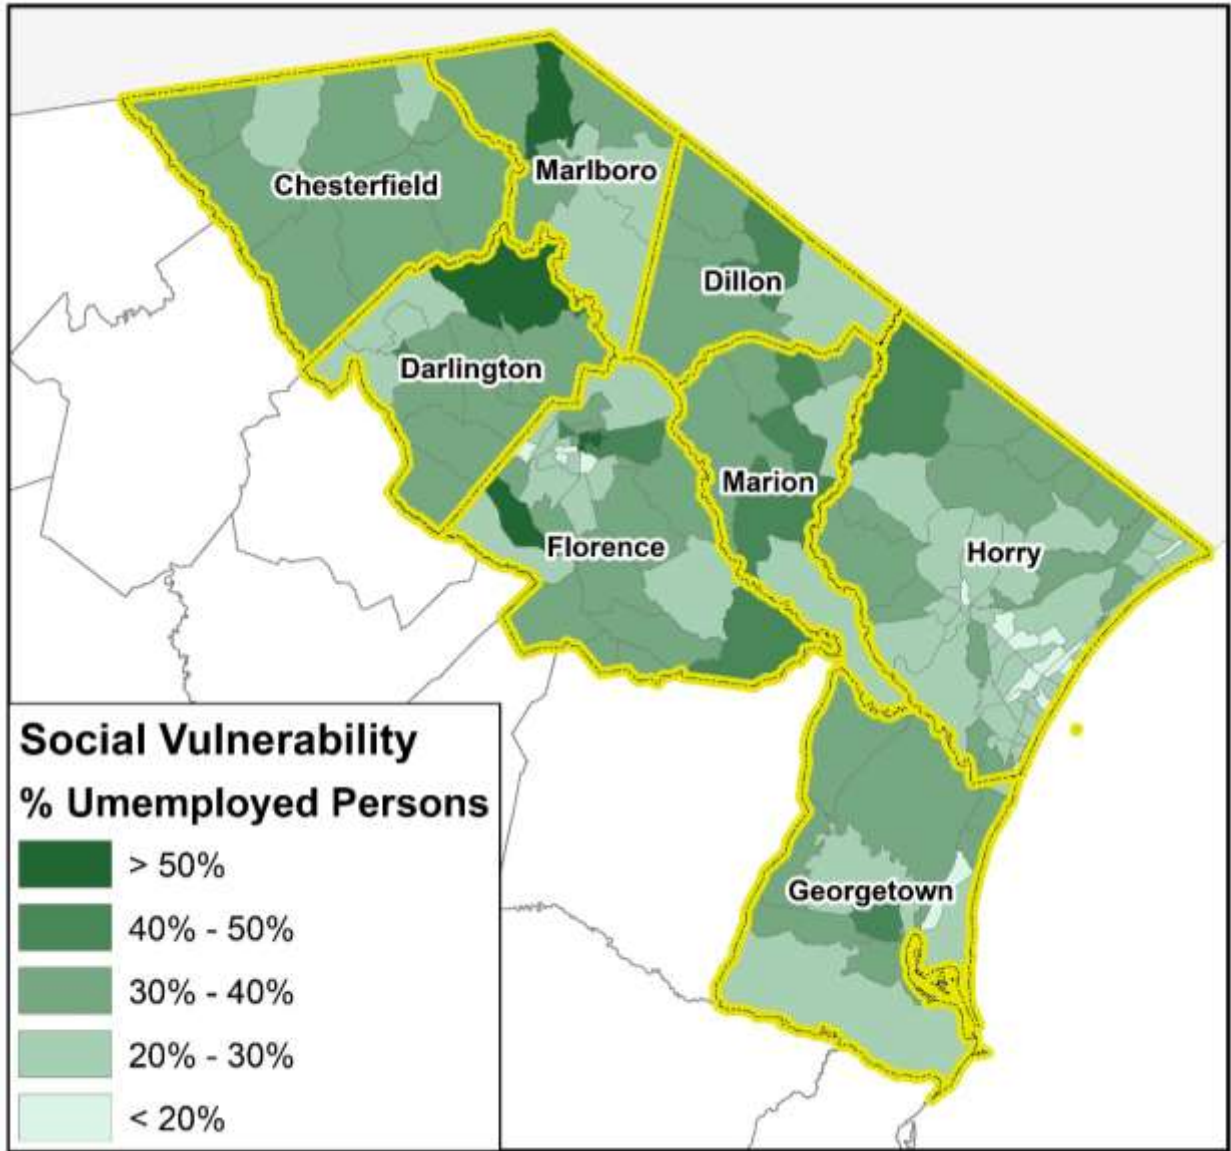 Chesterfield
Marlboro
Dillon
Darlington
Marion
Florence
Horry
Georgetown
Social Vulnerability
% Umemployed Persons
> 50%
40% - 50%
30% - 40%
20% - 30%
< 20%